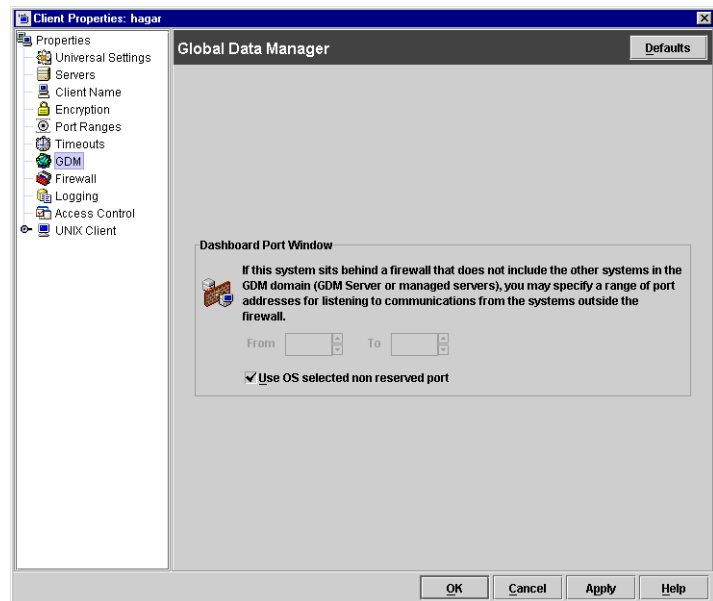 Client Properties: hagar
Properties
Universal Settings
Servers
Client Name
Encryption
Port Ranges
Timeouts
GDM
Firewall
Logging
Access Control
UNIX Client
Global Data Manager
Defaults
Dashboard Port Window
If this system sits behind a firewall that does not include the other systems in the
GDM domain (GDM Server or managed servers), you may specify a range of port
addresses for listening to communications from the systems outside the
firewall.
From To
Use OS selected non reserved port
OK Cancel Apply Help